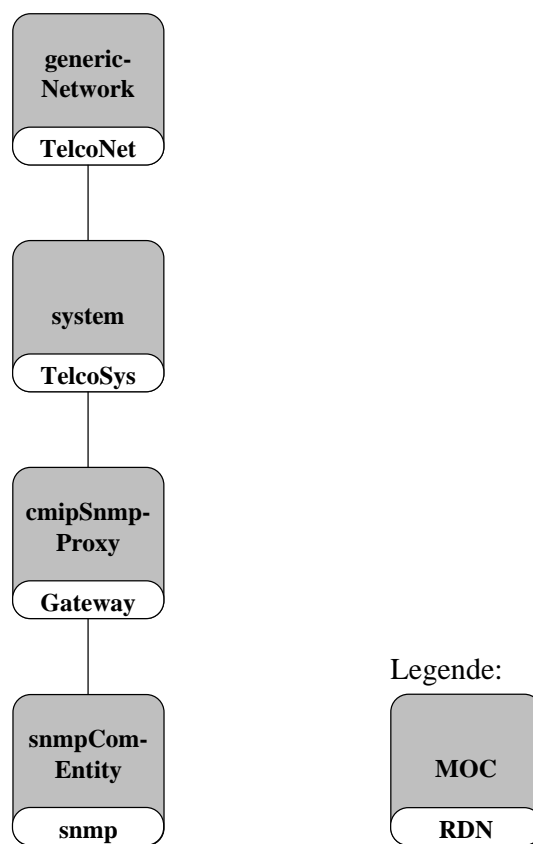 generic-
Network
TelcoNet
system
TelcoSys
cmipSnmp-
Proxy
Gateway
snmpCom-
Entity
snmp
Legende:
MOC
RDN